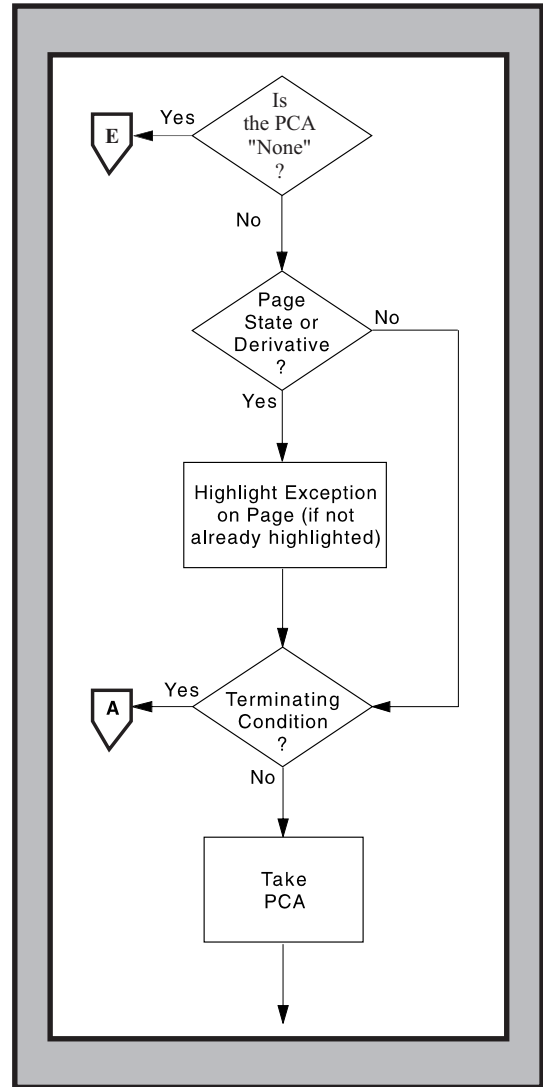 Is
the PCA
"None"
?
Yes
E
No
Page
State or
Derivative
?
No
Yes
Highlight Exception
on Page (if not
already highlighted)
Terminating
Condition
?
Yes
A
No
Take
PCA